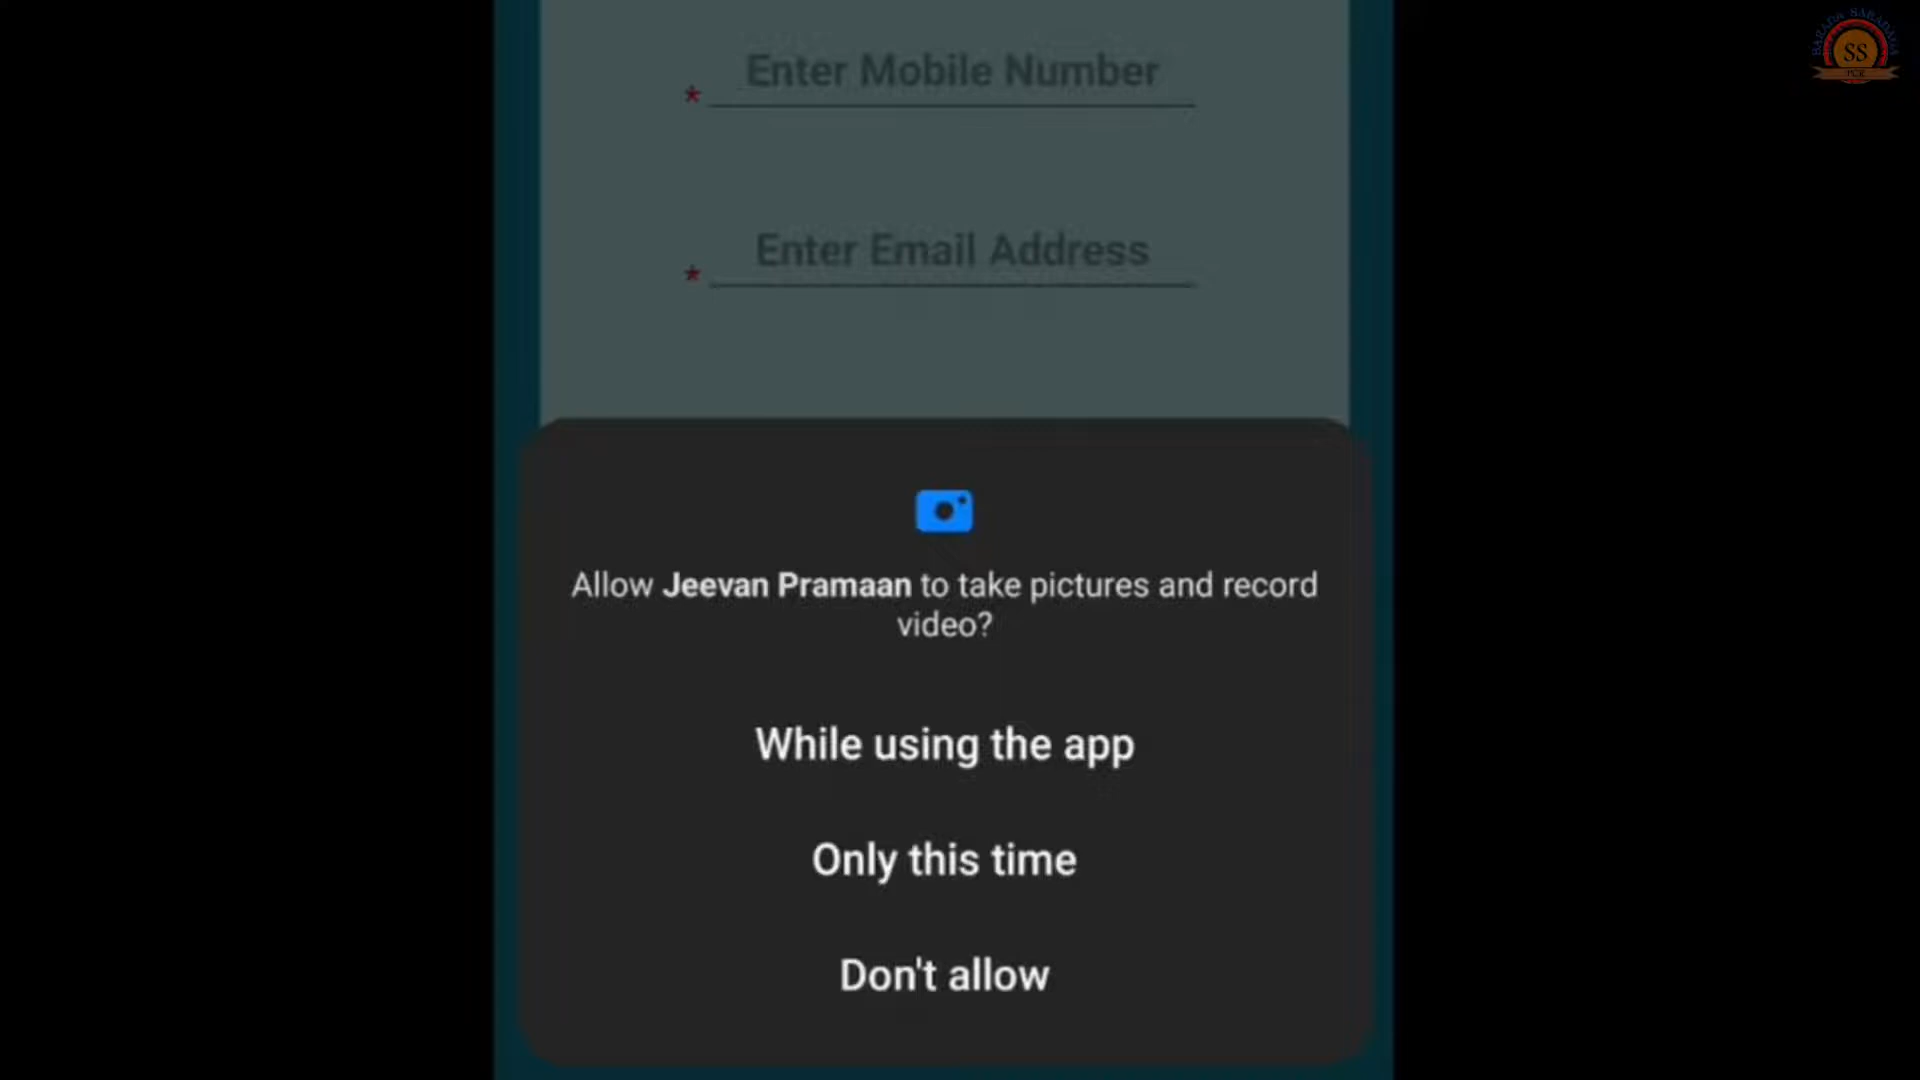 Enter Mobile Number
*
Enter Email Address
*
Allow Jeevan Pramaan to take pictures and record
video?
While using the app
Only this time
Don't allow
SS